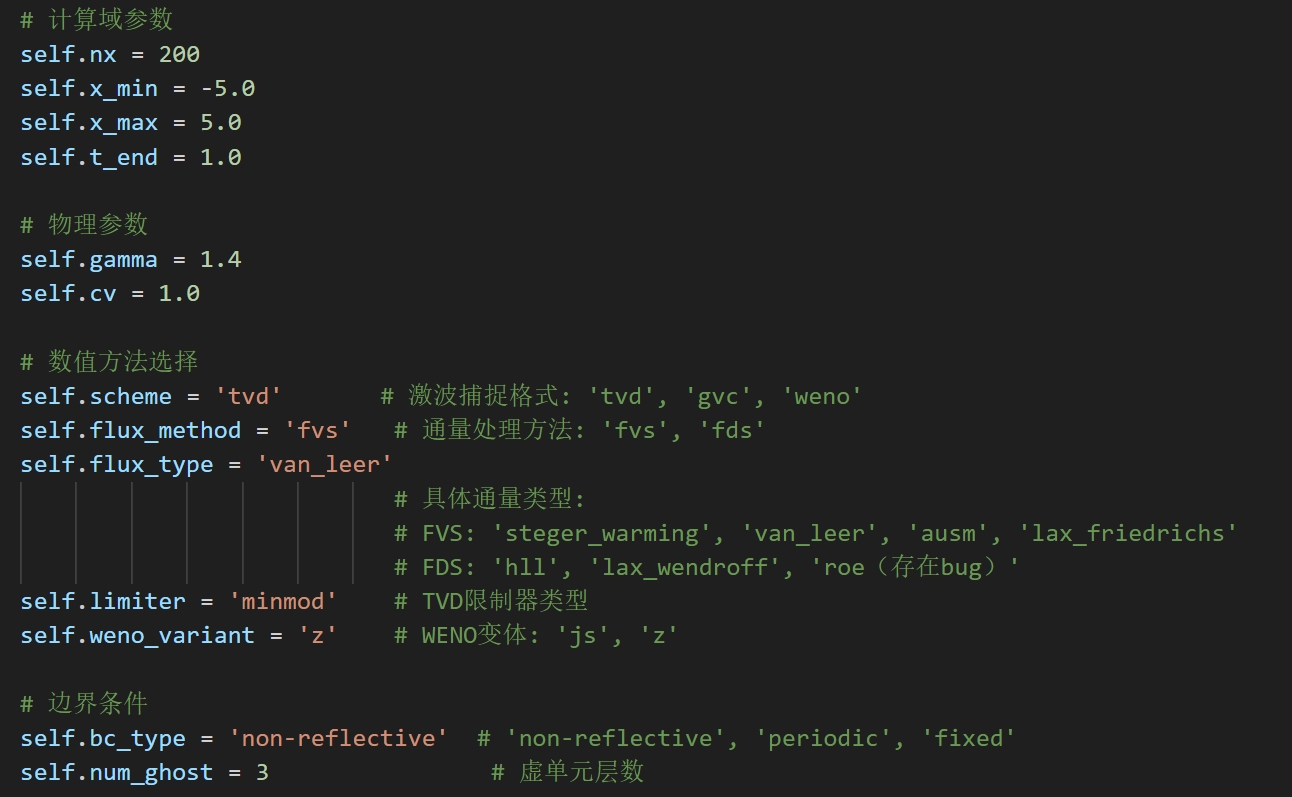 # 计算域参数
self.nx = 200
self.x_min = -5.0
self.x_max = 5.0
self.t_end = 1.0
# 物理参数
self.gamma = 1.4
self.cv = 1.0
# 数值方法选择
self.scheme = 'tvd' # 激波捕捉格式: 'tvd', 'gvc', 'weno'
self.flux_method = 'fvs' # 通量处理方法: 'fvs', 'fds'
self.flux_type = 'van_leer'
# 具体通量类型:
# FVS: 'steger_warming', 'van_leer', 'ausm', 'lax_friedrichs'
# FDS: 'hll', 'lax_wendroff', 'roe（存在bug）'
self.limiter = 'minmod' # TVD限制器类型
self.weno_variant = 'z' # WENO变体: 'js', 'z'
# 边界条件
self.bc_type = 'non-reflective' # 'non-reflective', 'periodic', 'fixed'
self.num_ghost = 3 # 虚单元层数